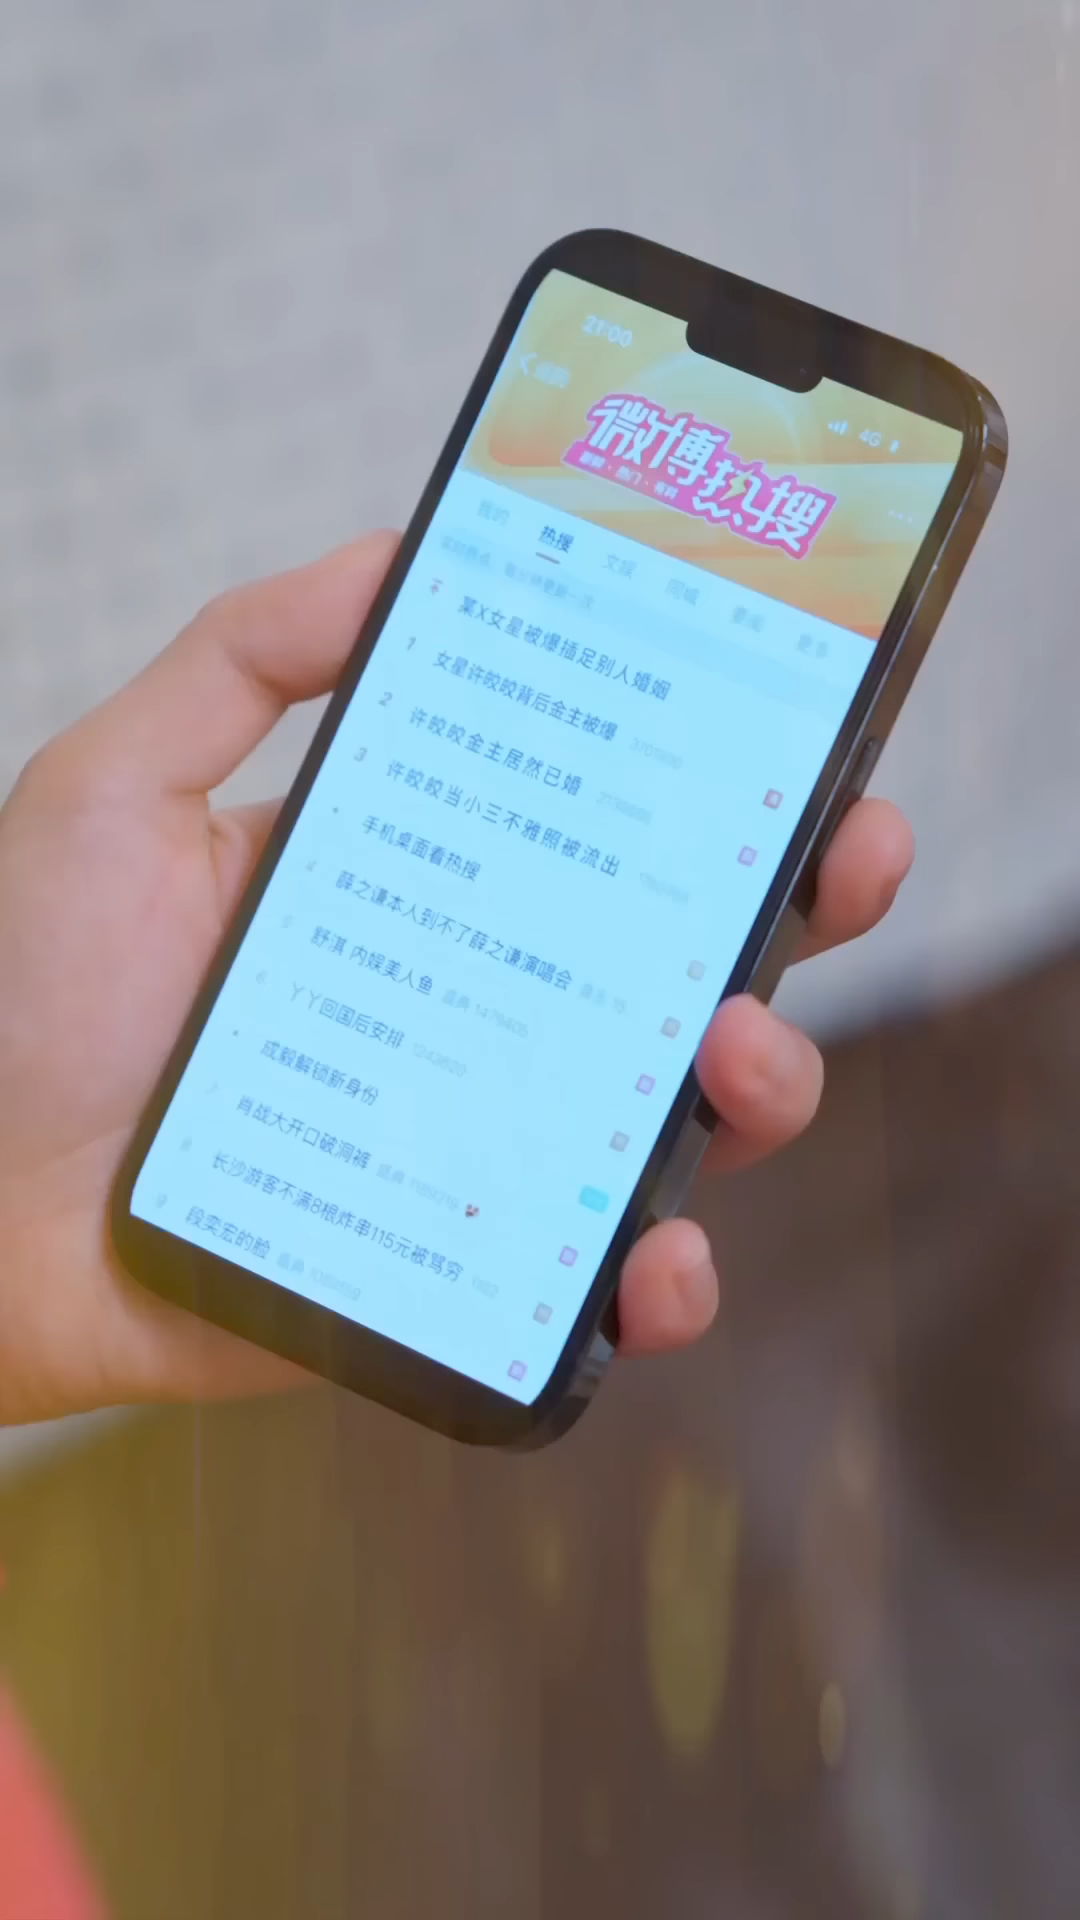 21:00
4G
微博热搜
我的 热搜 文娱 同城 要闻 更多
某X女星被爆插足别人婚姻
1 女星许皎皎背后金主被爆
2 许皎皎金主居然已婚
3 许皎皎当小三不雅照被流出
手机桌面看热搜
4 薛之谦本人到不了薛之谦演唱会
舒淇 内娱美人鱼 盛典
6 丫丫回国后安排
成毅解锁新身份
肖战大开口破洞裤 盛典
8 长沙游客不满8根炸串115元被骂穷
9 段奕宏的脸 盛典